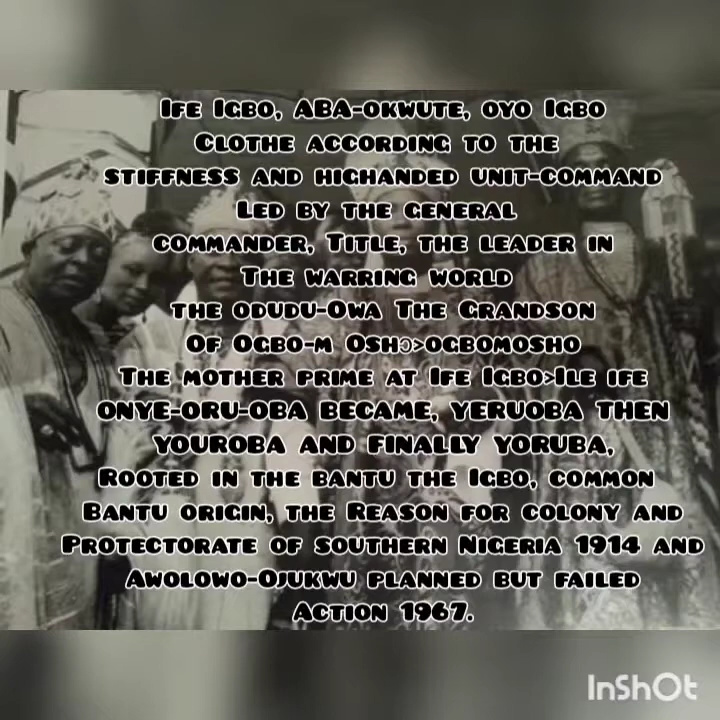 Ife Igbo, ABA-okwute, oyo Igbo
Clothe according to the
stiffness and highanded unit-command
Led by the general
commander, Title, the leader in
The warring world
the odudu-Owa The Grandson
Of Ogbo-m Oshɔ>ogbomosho
The mother prime at Ife Igbo>Ile ife
ONYE-ORU-OBA BECAME, YERUOBA THEN
YOUROBA AND FINALLY YORUBA,
Rooted in the bantu the Igbo, common
Bantu origin, the Reason for colony and
Protectorate of southern Nigeria 1914 and
Awolowo-Ojukwu planned but failed
Action 1967.
InShOt